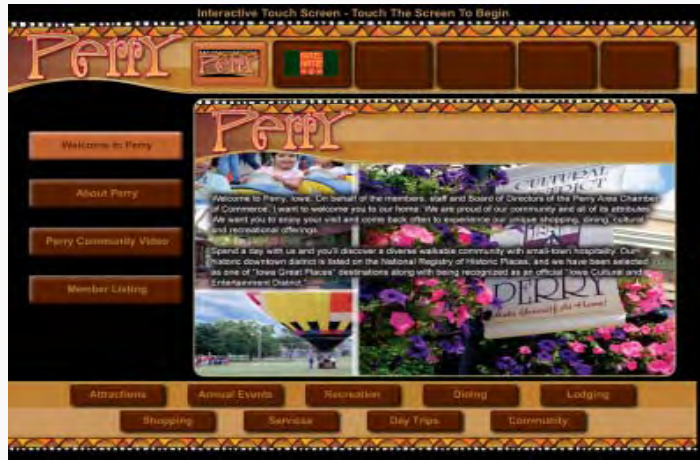 Interactive Touch Screen - Touch The Screen To Begin
Perry
Perry
Perry
Welcome to Perry
About Perry
Perry Community Video
Member Listing
Welcome to Perry, Iowa. On behalf of the members, staff and Board of Directors of the Perry Area Chamber
of Commerce, I want to welcome you to our home. We are proud of our community and all of its attributes.
We want you to enjoy your visit and come back often to experience our unique shopping, dining, cultural
and recreational offerings.
Spend a day with us and you'll discover a diverse walkable community with small-town hospitality. Our
historic downtown district is listed on the National Registry of Historic Places, and we have been selected
as one of "Iowa Great Places" destinations along with being recognized as an official "Iowa Cultural and
Entertainment District."
CULTURAL
DISTRICT
PERRY
Make Yourself At Home!
Attractions
Annual Events
Recreation
Dining
Lodging
Shopping
Services
Day Trips
Community